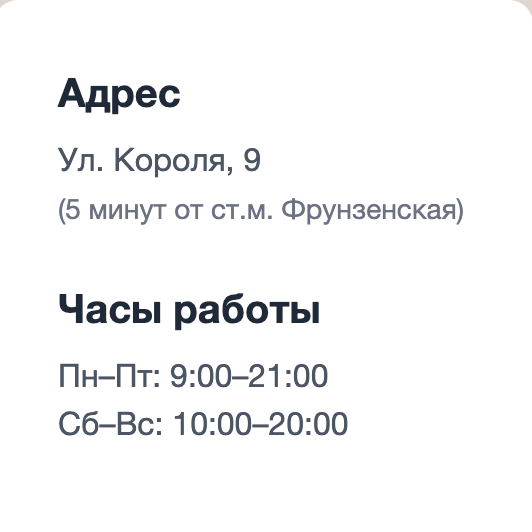 Адрес
Ул. Короля, 9
(5 минут от ст.м. Фрунзенская)
Часы работы
Пн–Пт: 9:00–21:00
Сб–Вс: 10:00–20:00